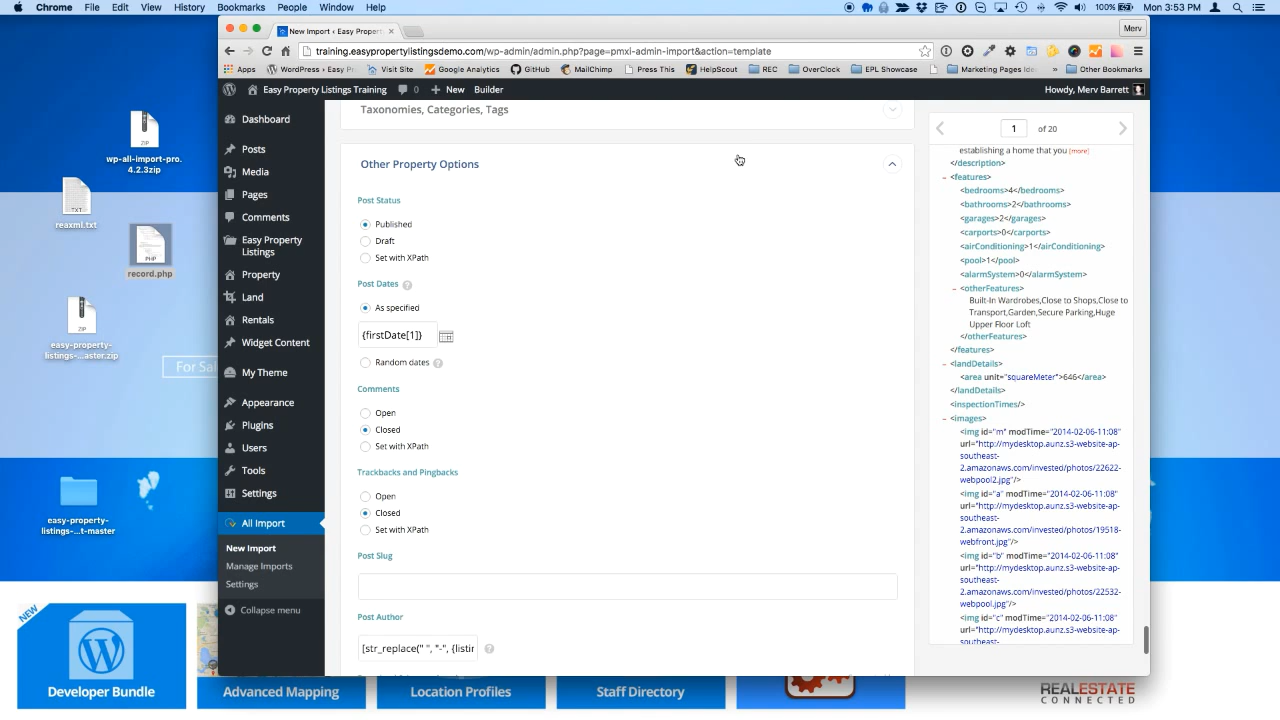 Chrome File Edit View History Bookmarks People Window Help
100% Mon 3:53 PM
New Import ‹ Easy Propert
Merv
training.easypropertylistingsdemo.com/wp-admin/admin.php?page=pmxi-admin-import&action=template
Apps WordPress › Easy Pr Visit Site Google Analytics GitHub MailChimp Press This HelpScout REC OverClock EPL Showcase Marketing Pages Ide Other Bookmarks
Easy Property Listings Training 0 New Builder Howdy, Merv Barrett
wp-all-import-pro.
4.2.3zip
reaxml.txt
record.php
easy-property-
listings-...aster.zip
For Sal
easy-property-
listings-...t-master
Dashboard
Posts
Media
Pages
Comments
Easy Property
Listings
Property
Land
Rentals
Widget Content
My Theme
Appearance
Plugins
Users
Tools
Settings
All Import
New Import
Manage Imports
Settings
Collapse menu
Taxonomies, Categories, Tags
Other Property Options
Post Status
Published
Draft
Set with XPath
Post Dates ?
As specified
{firstDate[1]}
Random dates ?
Comments
Open
Closed
Set with XPath
Trackbacks and Pingbacks
Open
Closed
Set with XPath
Post Slug
Post Author
[str_replace(" ", "-", {listin ?
1 of 20
establishing a home that you [more]
</description>
<features>
<bedrooms>4</bedrooms>
<bathrooms>2</bathrooms>
<garages>2</garages>
<carports>0</carports>
<airConditioning>1</airConditioning>
<pool>1</pool>
<alarmSystem>0</alarmSystem>
<otherFeatures>
Built-In Wardrobes,Close to Shops,Close to
Transport,Garden,Secure Parking,Huge
Upper Floor Loft
</otherFeatures>
</features>
<landDetails>
<area unit="squareMeter">646</area>
</landDetails>
<inspectionTimes/>
<images>
<img id="m" modTime="2014-02-06-11:08"
url="http://mydesktop.aunz.s3-website-ap-
southeast-
2.amazonaws.com/invested/photos/22622-
webpool2.jpg"/>
<img id="a" modTime="2014-02-06-11:08"
url="http://mydesktop.aunz.s3-website-ap-
southeast-
2.amazonaws.com/invested/photos/19518-
webfront.jpg"/>
<img id="b" modTime="2014-02-06-11:08"
url="http://mydesktop.aunz.s3-website-ap-
southeast-
2.amazonaws.com/invested/photos/22532-
webpool.jpg"/>
<img id="c" modTime="2014-02-06-11:08"
url="http://mydesktop.aunz.s3-website-ap-
southeast-
NEW
Developer Bundle
Advanced Mapping
Location Profiles
Staff Directory
REALESTATE
CONNECTED